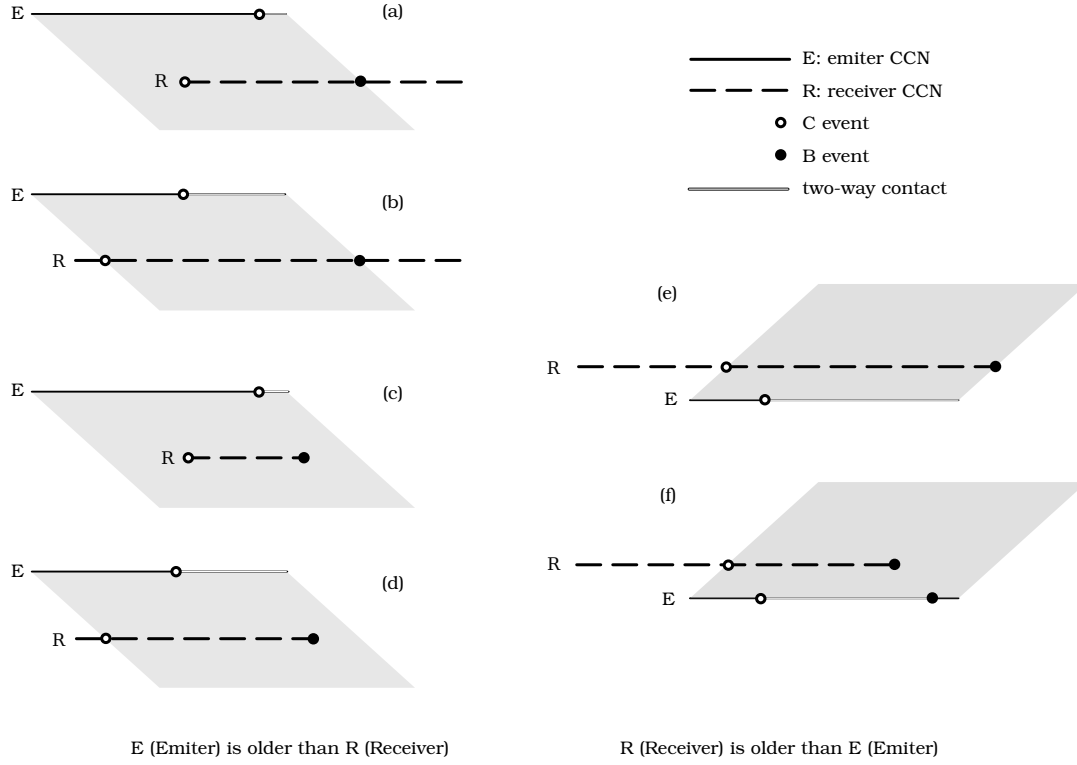 E
(a)
R
E: emiter CCN
R: receiver CCN
C event
B event
two-way contact
E
(b)
R
(e)
R
E
E
(c)
R
(f)
R
E
E
(d)
R
E (Emiter) is older than R (Receiver)
R (Receiver) is older than E (Emiter)